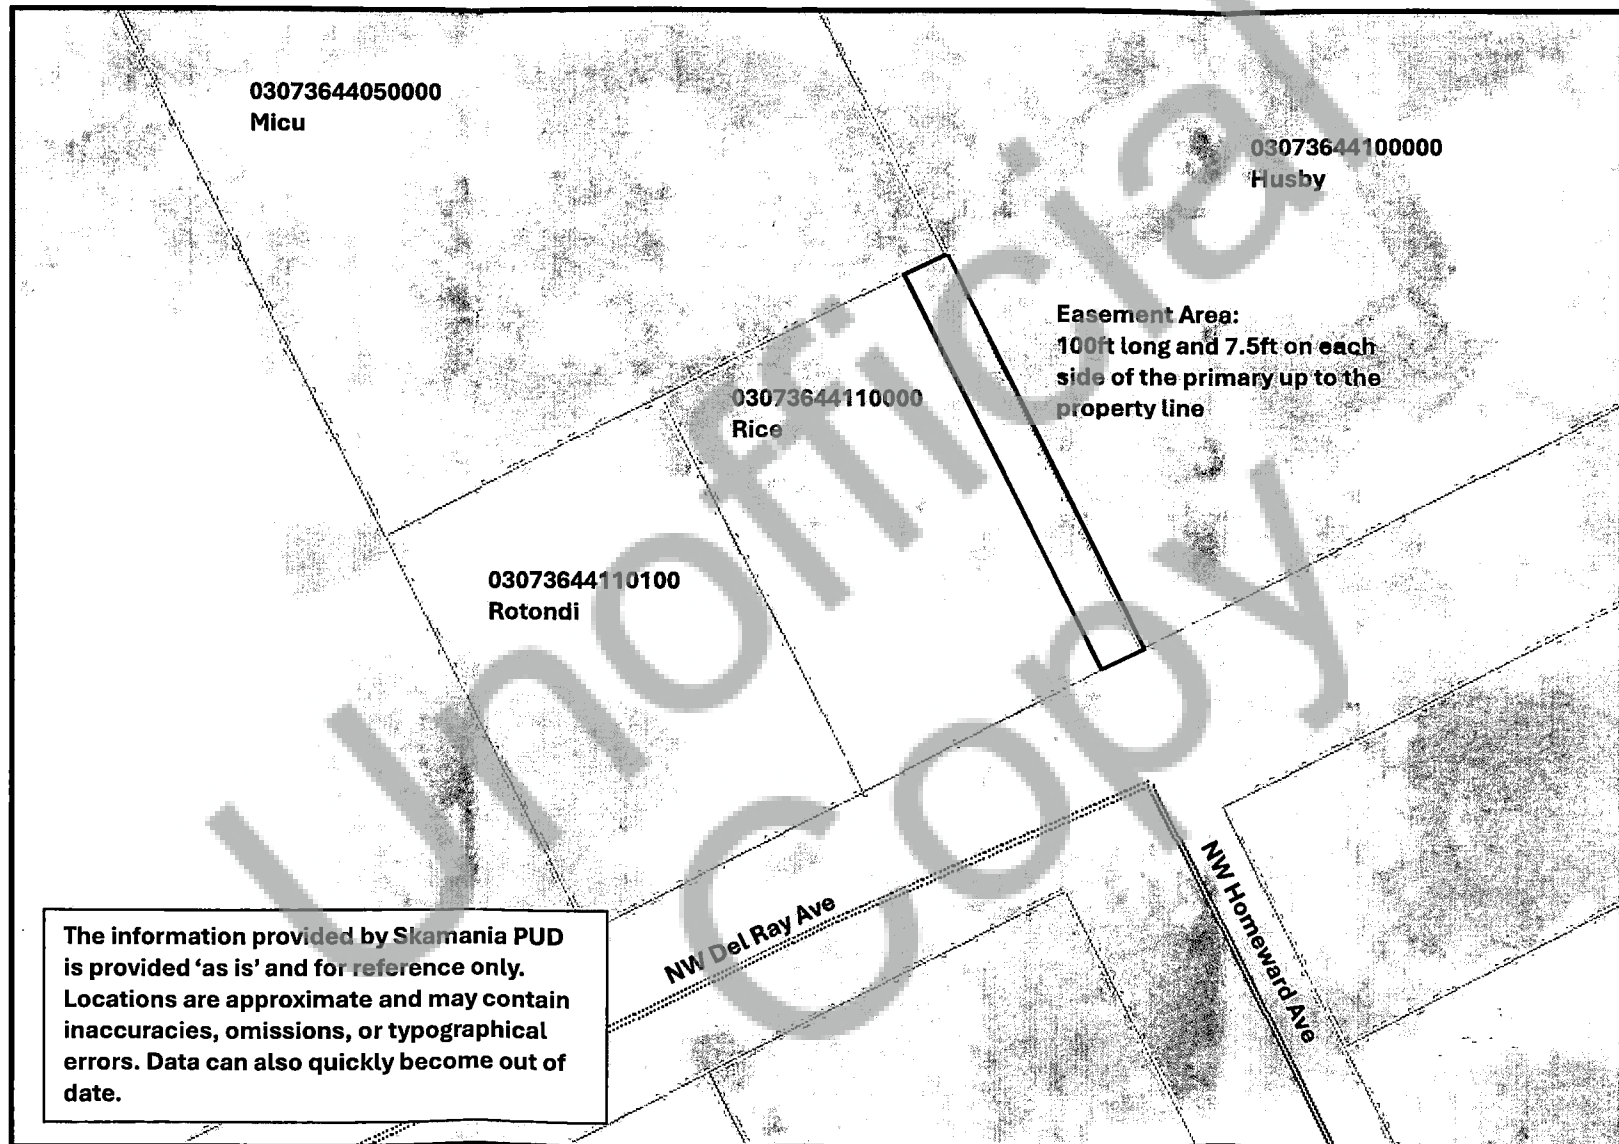 03073644050000
Micu
03073644100000
Husby
Easement Area:
100ft long and 7.5ft on each
side of the primary up to the
property line
03073644110000
Rice
03073644110100
Rotondi
NW Del Ray Ave
NW Homeward Ave
The information provided by Skamania PUD
is provided ‘as is’ and for reference only.
Locations are approximate and may contain
inaccuracies, omissions, or typographical
errors. Data can also quickly become out of
date.
Unofficial
Copy